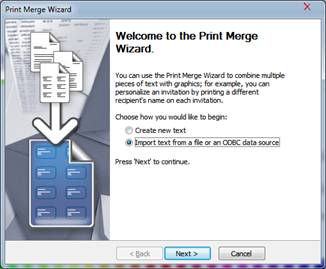 Print Merge Wizard
Welcome to the Print Merge
Wizard.
You can use the Print Merge Wizard to combine multiple
pieces of text with graphics; for example, you can
personalize an invitation by printing a different
recipient's name on each invitation.
Choose how you would like to begin:
Create new text
Import text from a file or an ODBC data source
Press 'Next' to continue.
< Back
Next >
Cancel